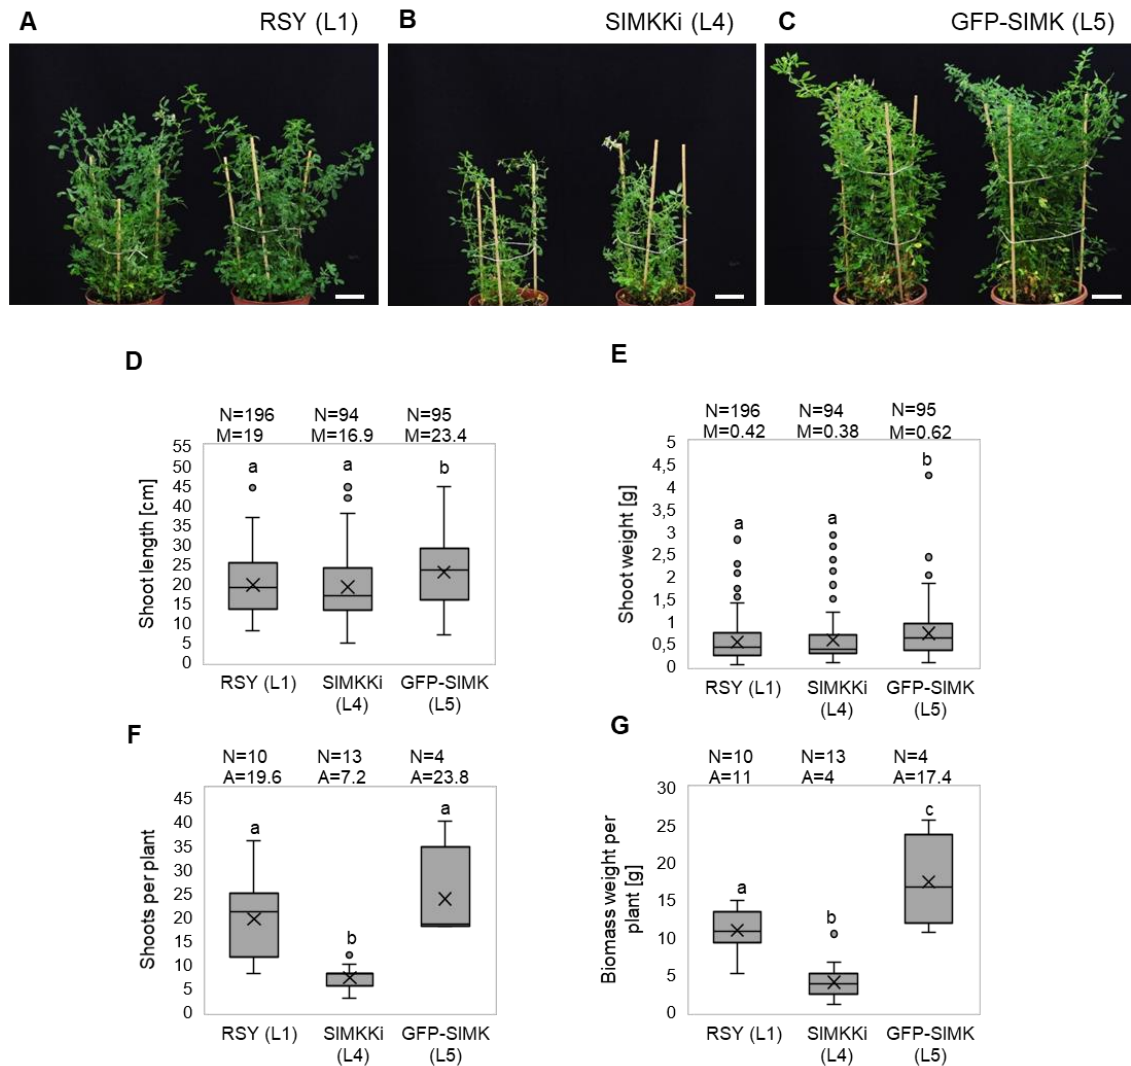 A RSY (L1)
B SIMKKi (L4)
C GFP-SIMK (L5)
D
N=196 N=94 N=95
M=19 M=16.9 M=23.4
Shoot length [cm]
55
50
45
40
35
30
25
20
15
10
5
0
a a b
RSY (L1) SIMKKi GFP-SIMK
(L4) (L5)
E
N=196 N=94 N=95
M=0.42 M=0.38 M=0.62
Shoot weight [g]
5
4,5
4
3,5
3
2,5
2
1,5
1
0,5
0
a a b
RSY (L1) SIMKKi GFP-SIMK
(L4) (L5)
F
N=10 N=13 N=4
A=19.6 A=7.2 A=23.8
Shoots per plant
45
40
35
30
25
20
15
10
5
0
a b a
RSY (L1) SIMKKi GFP-SIMK
(L4) (L5)
G
N=10 N=13 N=4
A=11 A=4 A=17.4
Biomass weight per
plant [g]
30
25
20
15
10
5
0
a b c
RSY (L1) SIMKKi GFP-SIMK
(L4) (L5)